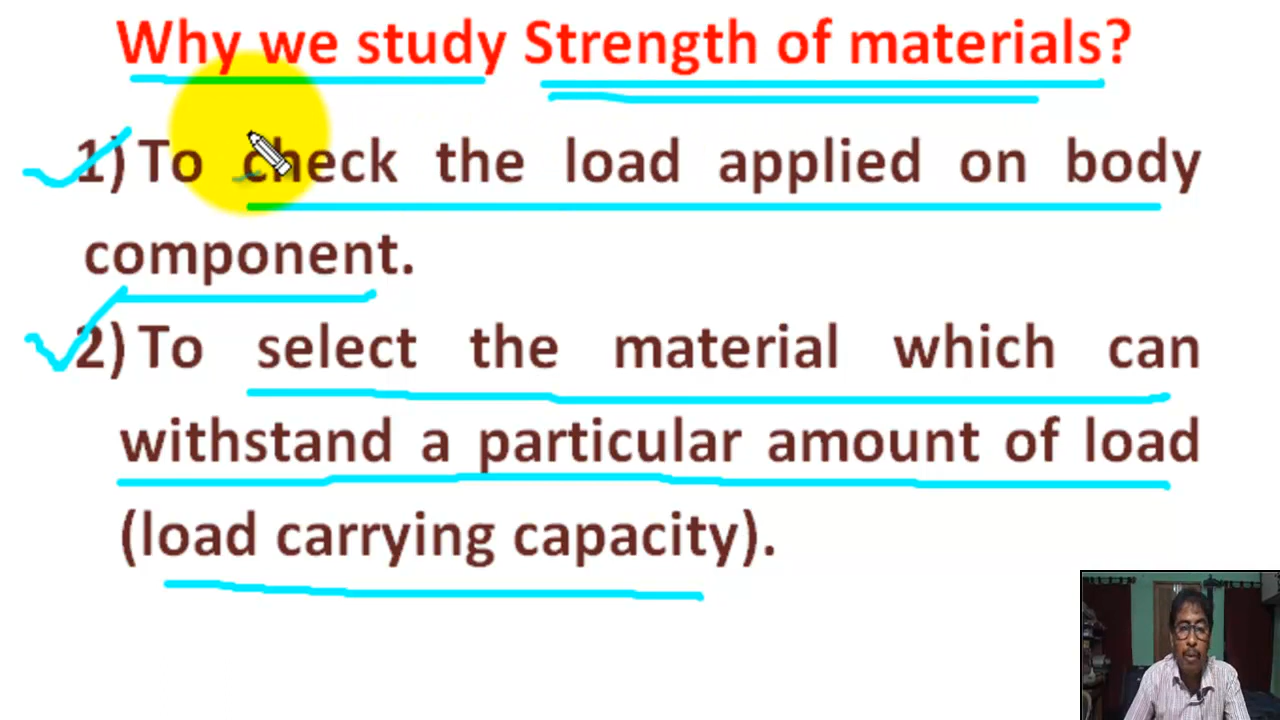 Why we study Strength of materials?
1) To check the load applied on body
component.
2) To select the material which can
withstand a particular amount of load
(load carrying capacity).